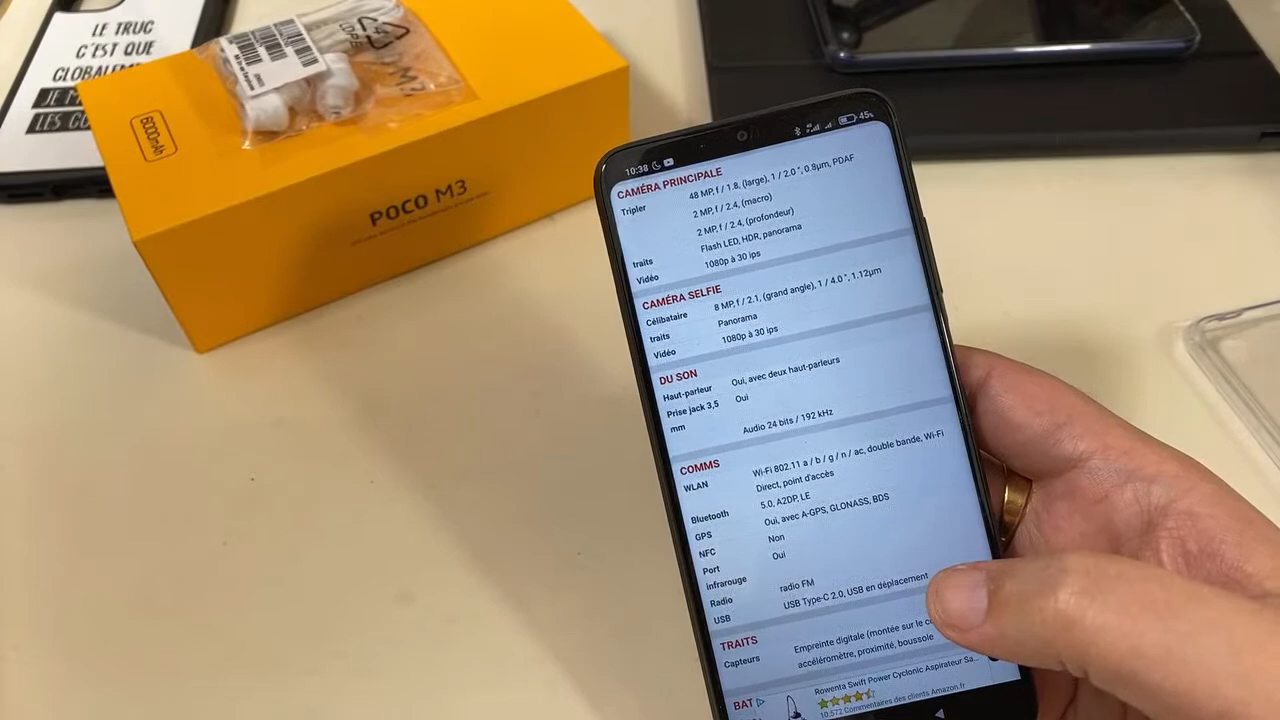 LE TRUC
C'EST QUE
GLOBALEME
JE M
LES GO
LDPE
M3
6000mAh
POCO M3
10:38
45%
CAMÉRA PRINCIPALE
Tripler 48 MP, f / 1.8, (large), 1 / 2.0 ", 0.8µm, PDAF
2 MP, f / 2.4, (macro)
2 MP, f / 2.4, (profondeur)
traits Flash LED, HDR, panorama
Vidéo 1080p à 30 ips
CAMÉRA SELFIE
Célibataire 8 MP, f / 2.1, (grand angle), 1 / 4.0 ", 1.12µm
traits Panorama
Vidéo 1080p à 30 ips
DU SON
Haut-parleur Oui, avec deux haut-parleurs
Prise jack 3,5 mm Oui
Audio 24 bits / 192 kHz
COMMS
WLAN Wi-Fi 802.11 a / b / g / n / ac, double bande, Wi-Fi
Direct, point d'accès
Bluetooth 5.0, A2DP, LE
GPS Oui, avec A-GPS, GLONASS, BDS
NFC Non
Port infrarouge Oui
Radio radio FM
USB USB Type-C 2.0, USB en déplacement
TRAITS
Capteurs Empreinte digitale (montée sur le c
accéléromètre, proximité, boussole
BAT
Rowenta Swift Power Cyclonic Aspirateur Sa...
10,572 Commentaires des clients Amazon.fr